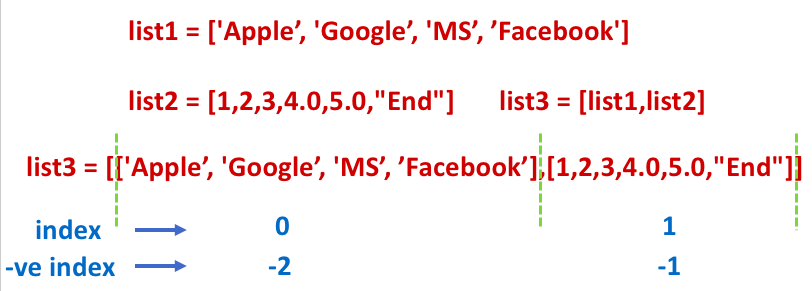 list1 = ['Apple’, 'Google’, 'MS’, ’Facebook']
list2 = [1,2,3,4.0,5.0,"End"] list3 = [list1,list2]
list3 = [['Apple’, 'Google’, 'MS’, ’Facebook’],[1,2,3,4.0,5.0,"End"]]
index 0 1
-ve index -2 -1